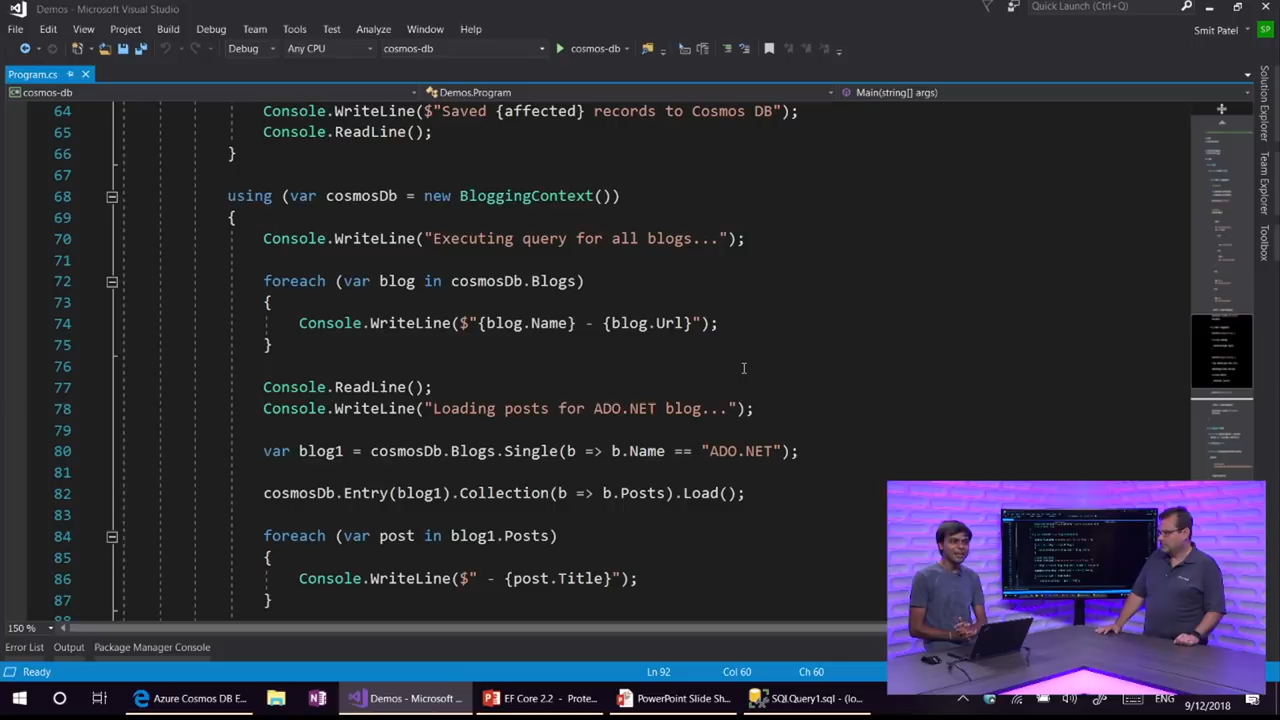 Demos - Microsoft Visual Studio
Quick Launch (Ctrl+Q)
File Edit View Project Build Debug Team Tools Test Analyze Window Help
Smit Patel SP
Debug Any CPU cosmos-db cosmos-db
Program.cs
cosmos-db Demos.Program Main(string[] args)
64 Console.WriteLine($"Saved {affected} records to Cosmos DB");
65 Console.ReadLine();
66 }
67
68 using (var cosmosDb = new BloggingContext())
69 {
70 Console.WriteLine("Executing query for all blogs...");
71
72 foreach (var blog in cosmosDb.Blogs)
73 {
74 Console.WriteLine($"{blog.Name} - {blog.Url}");
75 }
76
77 Console.ReadLine();
78 Console.WriteLine("Loading posts for ADO.NET blog...");
79
80 var blog1 = cosmosDb.Blogs.Single(b => b.Name == "ADO.NET");
81
82 cosmosDb.Entry(blog1).Collection(b => b.Posts).Load();
83
84 foreach (var post in blog1.Posts)
85 {
86 Console.WriteLine($" - {post.Title}");
87 }
88
Solution Explorer
Team Explorer
Toolbox
150 %
Error List Output Package Manager Console
Ready Ln 92 Col 60 Ch 60
Azure Cosmos DB E... Demos - Microsoft ... EF Core 2.2 - Prote... PowerPoint Slide Sh... SQLQuery1.sql - (lo... ENG 9/12/2018